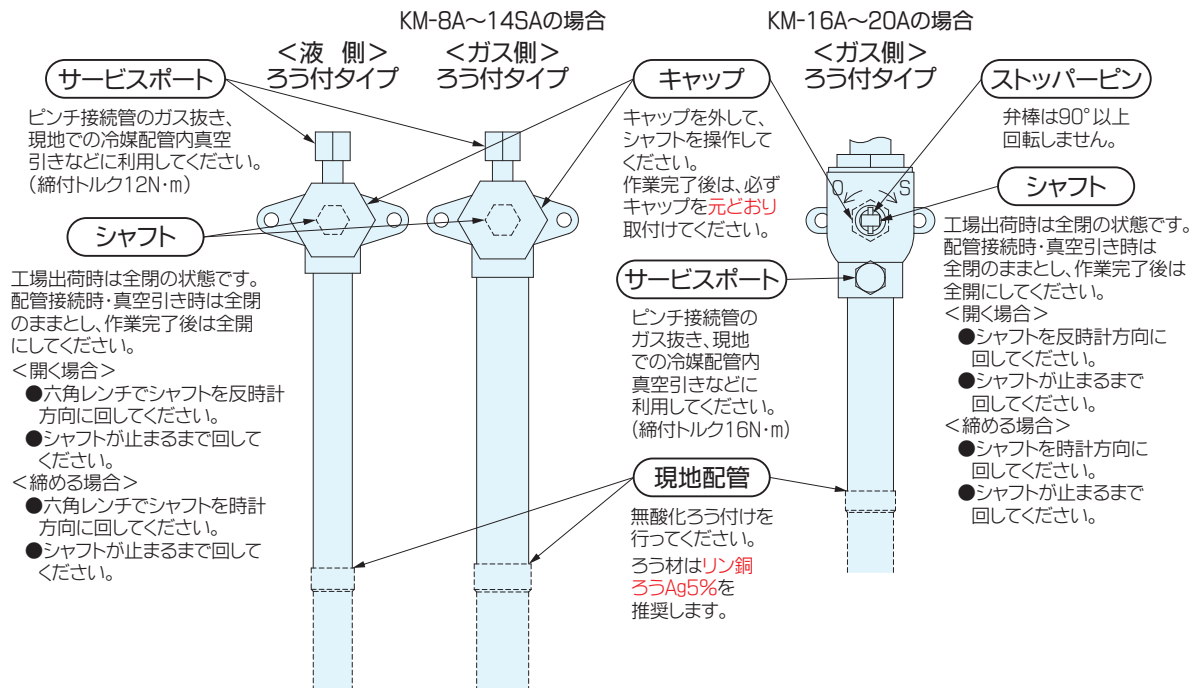 KM-8A～14SAの場合
KM-16A～20Aの場合
＜液　側＞
ろう付タイプ
＜ガス側＞
ろう付タイプ
＜ガス側＞
ろう付タイプ
サービスポート
ピンチ接続管のガス抜き、
現地での冷媒配管内真空
引きなどに利用してください。
（締付トルク12N･m）
シャフト
工場出荷時は全閉の状態です。
配管接続時･真空引き時は全閉
のままとし、作業完了後は全開
にしてください。
＜開く場合＞
●六角レンチでシャフトを反時計
方向に回してください。
●シャフトが止まるまで回して
ください。
＜締める場合＞
●六角レンチでシャフトを時計
方向に回してください。
●シャフトが止まるまで回して
ください。
キャップ
キャップを外して、
シャフトを操作して
ください。
作業完了後は、必ず
キャップを元どおり
取付けてください。
サービスポート
ピンチ接続管の
ガス抜き、現地
での冷媒配管内
真空引きなどに
利用してください。
（締付トルク16N･m）
現地配管
無酸化ろう付けを
行ってください。
ろう材はリン銅
ろうAg5%を
推奨します。
O S
ストッパーピン
弁棒は90°以上
回転しません。
シャフト
工場出荷時は全閉の状態です。
配管接続時･真空引き時は
全閉のままとし、作業完了後は
全開にしてください。
＜開く場合＞
●シャフトを反時計方向に
回してください。
●シャフトが止まるまで
回してください。
＜締める場合＞
●シャフトを時計方向に
回してください。
●シャフトが止まるまで
回してください。